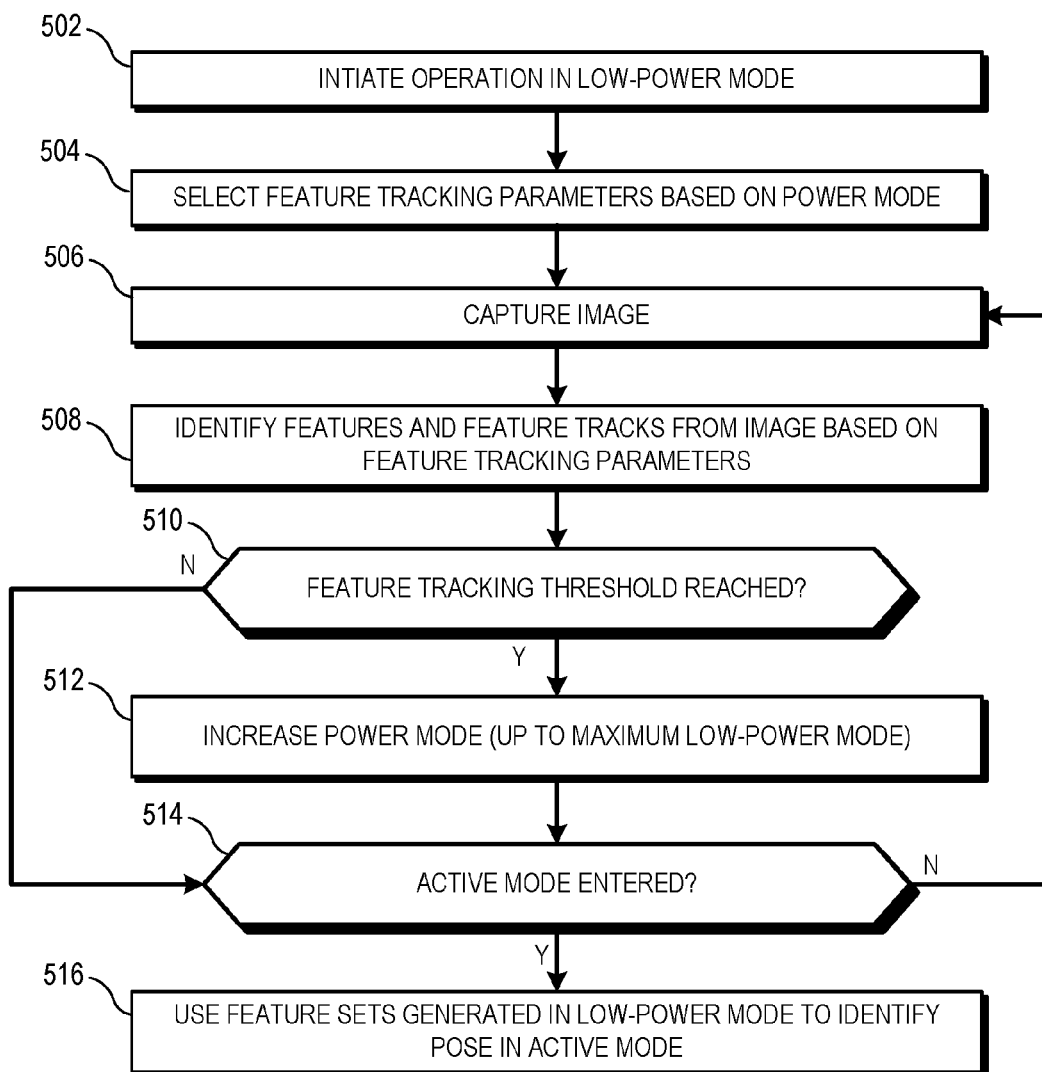 502
INTIATE OPERATION IN LOW-POWER MODE
504
SELECT FEATURE TRACKING PARAMETERS BASED ON POWER MODE
506
CAPTURE IMAGE
508
IDENTIFY FEATURES AND FEATURE TRACKS FROM IMAGE BASED ON
FEATURE TRACKING PARAMETERS
510
N
FEATURE TRACKING THRESHOLD REACHED?
Y
512
INCREASE POWER MODE (UP TO MAXIMUM LOW-POWER MODE)
514
N
ACTIVE MODE ENTERED?
Y
516
USE FEATURE SETS GENERATED IN LOW-POWER MODE TO IDENTIFY
POSE IN ACTIVE MODE